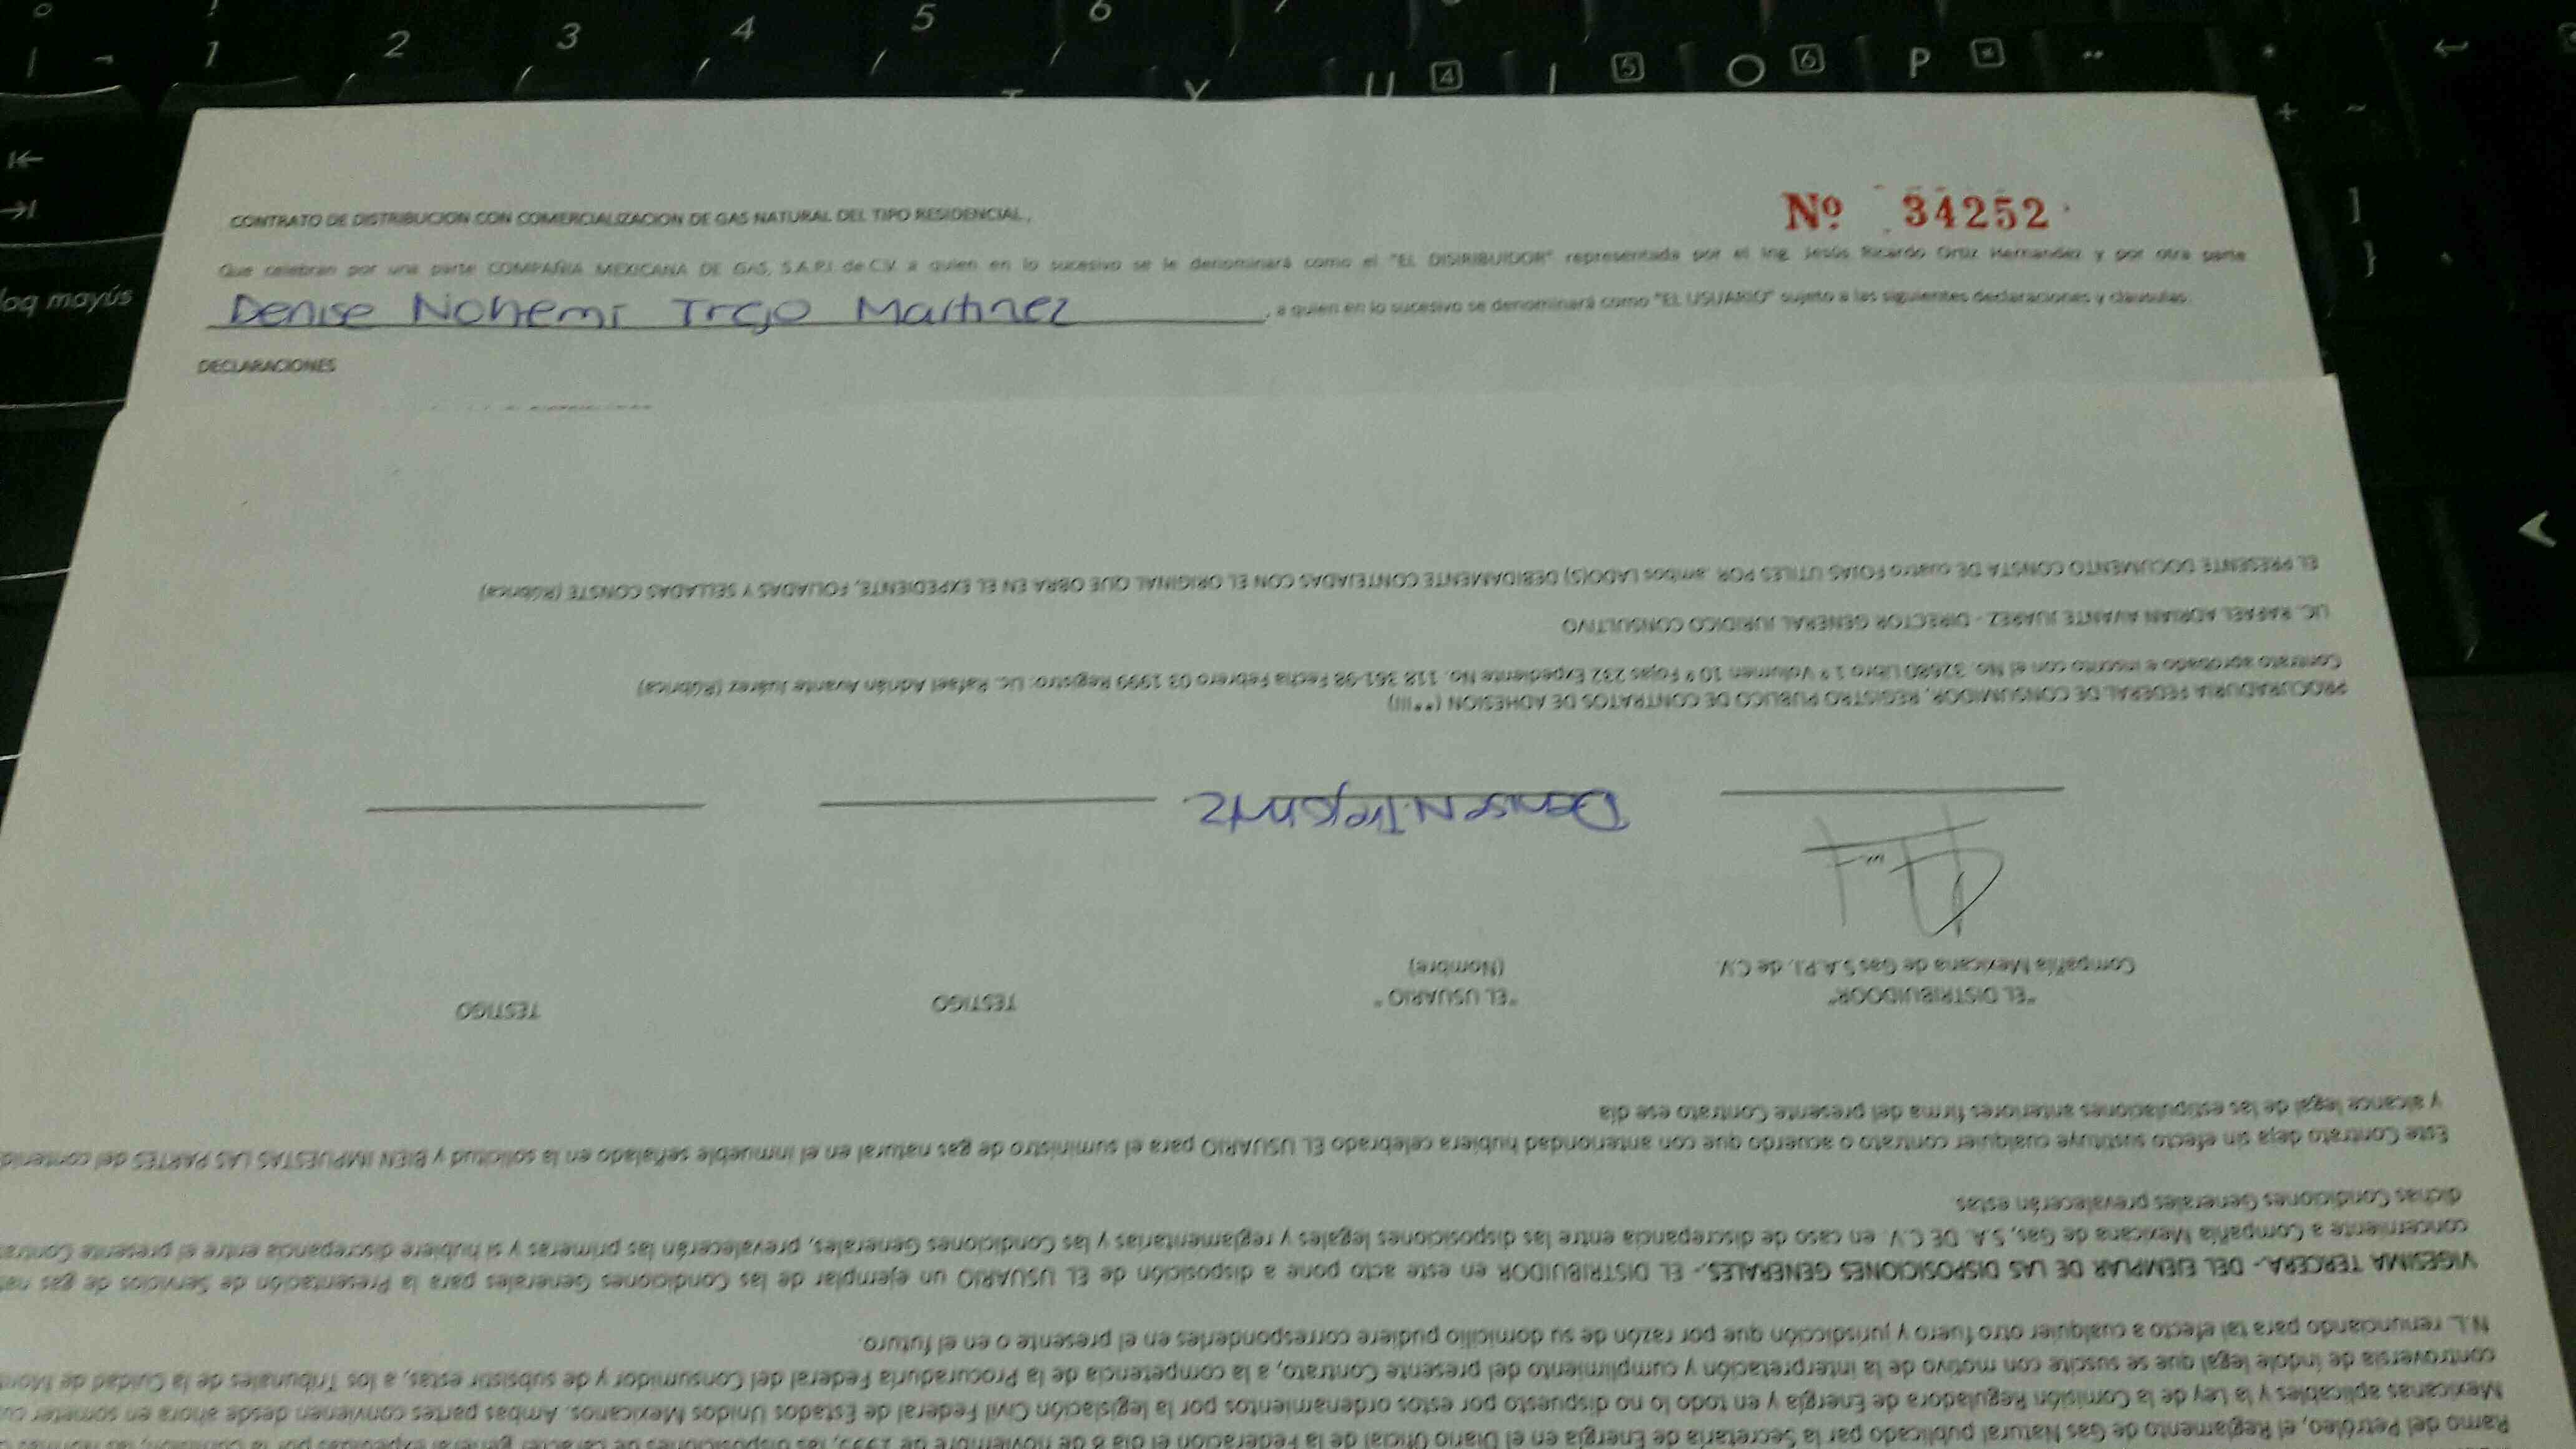 1 2 3 4 5 6
U 4 I 5 O 6 P *
loq mayús
Nº 34252
CONTRATO DE DISTRIBUCION CON COMERCIALIZACION DE GAS NATURAL DEL TIPO RESIDENCIAL.
Que celebran por una parte COMPAÑIA MEXICANA DE GAS, S.A.P.I. de C.V. a quien en lo sucesivo se le denominará como el "EL DISTRIBUIDOR" representada por el Ing. Jesús Ricardo Ortiz Hernandez y por otra parte
Denise Nohemi Trejo Martinez, a quien en lo sucesivo se denominará como "EL USUARIO" sujeto a las siguientes declaraciones y clausulas.
DECLARACIONES
Ramo del Petróleo, el Reglamento de Gas Natural publicado par la Secretaría de Energía en el Diario Oficial de la Federación el día 8 de noviembre de 1995, las disposiciones de carácter general expedidas por la
Mexicanas aplicables y la Ley de la Comisión Reguladora de Energía y en todo lo no dispuesto por estos ordenamientos por la legislación Civil Federal de Estados Unidos Mexicanos. Ambas partes convienen desde ahora en someter
controversia de índole legal que se suscite con motivo de la interpretación y cumplimiento del presente Contrato, a la competencia de la Procuraduría Federal del Consumidor y de subsistir estas, a los Tribunales de la Cuidad de
N.L. renunciando para tal efecto a cualquier otro fuero y jurisdicción que por razón de su domicilio pudiere corresponderles en el presente o en el futuro.
VIGESIMA TERCERA.- DEL EJEMPLAR DE LAS DISPOSICIONES GENERALES.- EL DISTRIBUIDOR en este acto pone a disposición de EL USUARIO un ejemplar de las Condiciones Generales para la Presentación de Servicios de gas
concerniente a Compañía Mexicana de Gas, S.A. DE C.V. en caso de discrepancia entre las disposiciones legales y reglamentarias y las Condiciones Generales, prevalecerán las primeras y si hubiere discrepancia entre el presente
dichas Condiciones Generales prevalecerán estas.
Este Contrato deja sin efecto sustituye cualquier contrato o acuerdo que con anterioridad hubiera celebrado EL USUARIO para el suministro de gas natural en el inmueble señalado en la solicitud y BIEN IMPUESTAS LAS PARTES del
y alcance legal de las estipulaciones anteriores firma del presente Contrato ese día
"EL DISTRIBUIDOR" "EL USUARIO" TESTIGO TESTIGO
Compañía Mexicana de Gas S.A.P.I. de C.V. (Nombre)
Denise N. Trejo Mtz
PROCURADURIA FEDERAL DE CONSUMIDOR, REGISTRO PUBLICO DE CONTRATOS DE ADHESION (**III)
Contrato aprobado e inscrito con el No. 32680 Libro 1º Volumen 10º Fojas 232 Expediente No. 118 361-98 Fecha Febrero 03 1999 Registro: Lic. Rafael Adrián Avante Juárez (Rúbrica)
LIC. RAFAEL ADRIAN AVANTE JUAREZ - DIRECTOR GENERAL JURIDICO CONSULTIVO
EL PRESENTE DOCUMENTO CONSTA DE cuatro FOJAS UTILES POR ambos LADO(S) DEBIDAMENTE CONTEJADAS CON EL ORIGINAL QUE OBRA EN EL EXPEDIENTE, FOLIADAS Y SELLADAS CONSTE (Rúbrica)